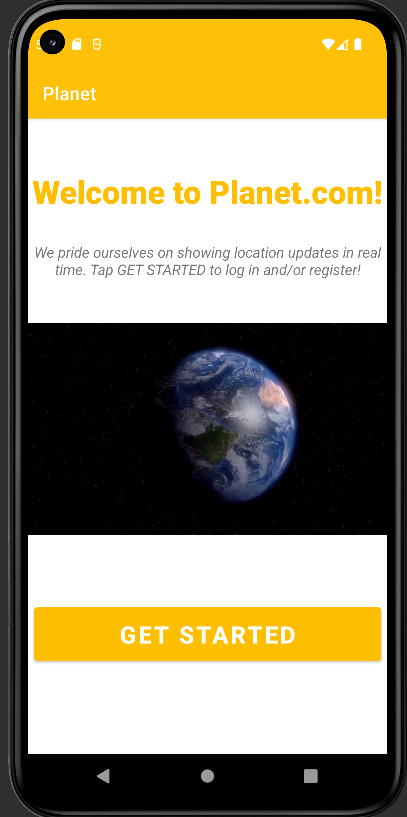 Planet
Welcome to Planet.com!
We pride ourselves on showing location updates in real
time. Tap GET STARTED to log in and/or register!
GET STARTED